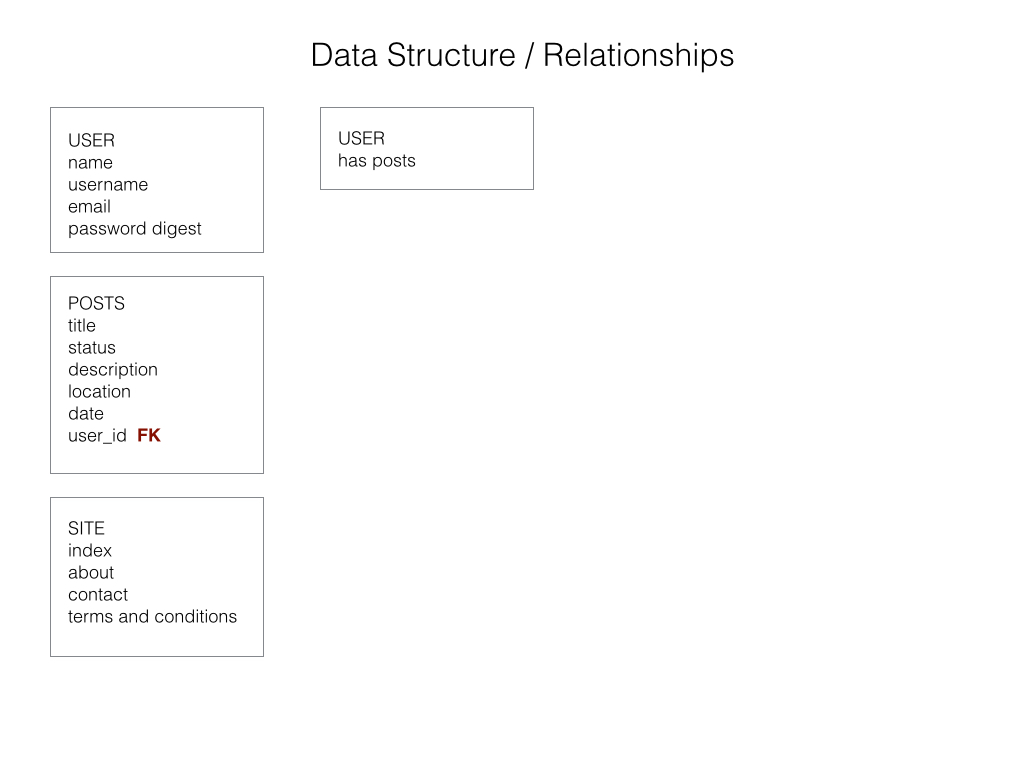 Data Structure / Relationships
USER
name
username
email
password digest
USER
has posts
POSTS
title
status
description
location
date
user_id FK
SITE
index
about
contact
terms and conditions